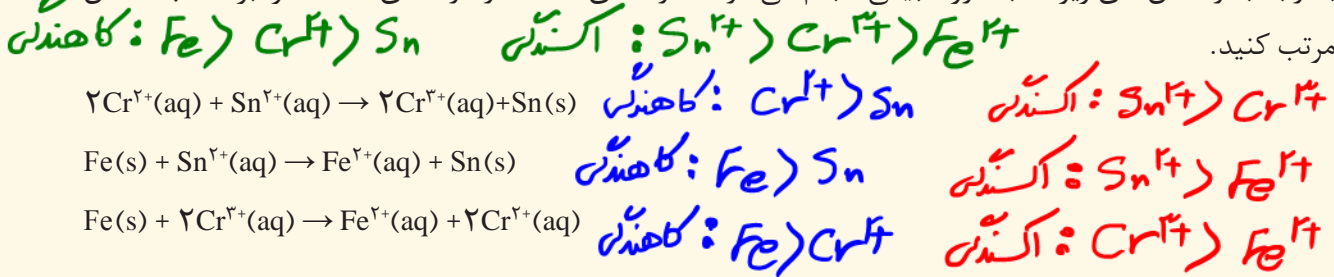 مرتب کنید.
اکسندگی: Sn²⁺ > Cr³⁺ > Fe²⁺ کاهندگی: Fe > Cr²⁺ > Sn
۲Cr²⁺(aq) + Sn²⁺(aq) → ۲Cr³⁺(aq)+Sn(s) کاهندگی: Cr²⁺ > Sn اکسندگی: Sn²⁺ > Cr³⁺
Fe(s) + Sn²⁺(aq) → Fe²⁺(aq) + Sn(s) کاهندگی: Fe > Sn اکسندگی: Sn²⁺ > Fe²⁺
Fe(s) + ۲Cr³⁺(aq) → Fe²⁺(aq) +۲Cr²⁺(aq) کاهندگی: Fe > Cr²⁺ اکسندگی: Cr³⁺ > Fe²⁺